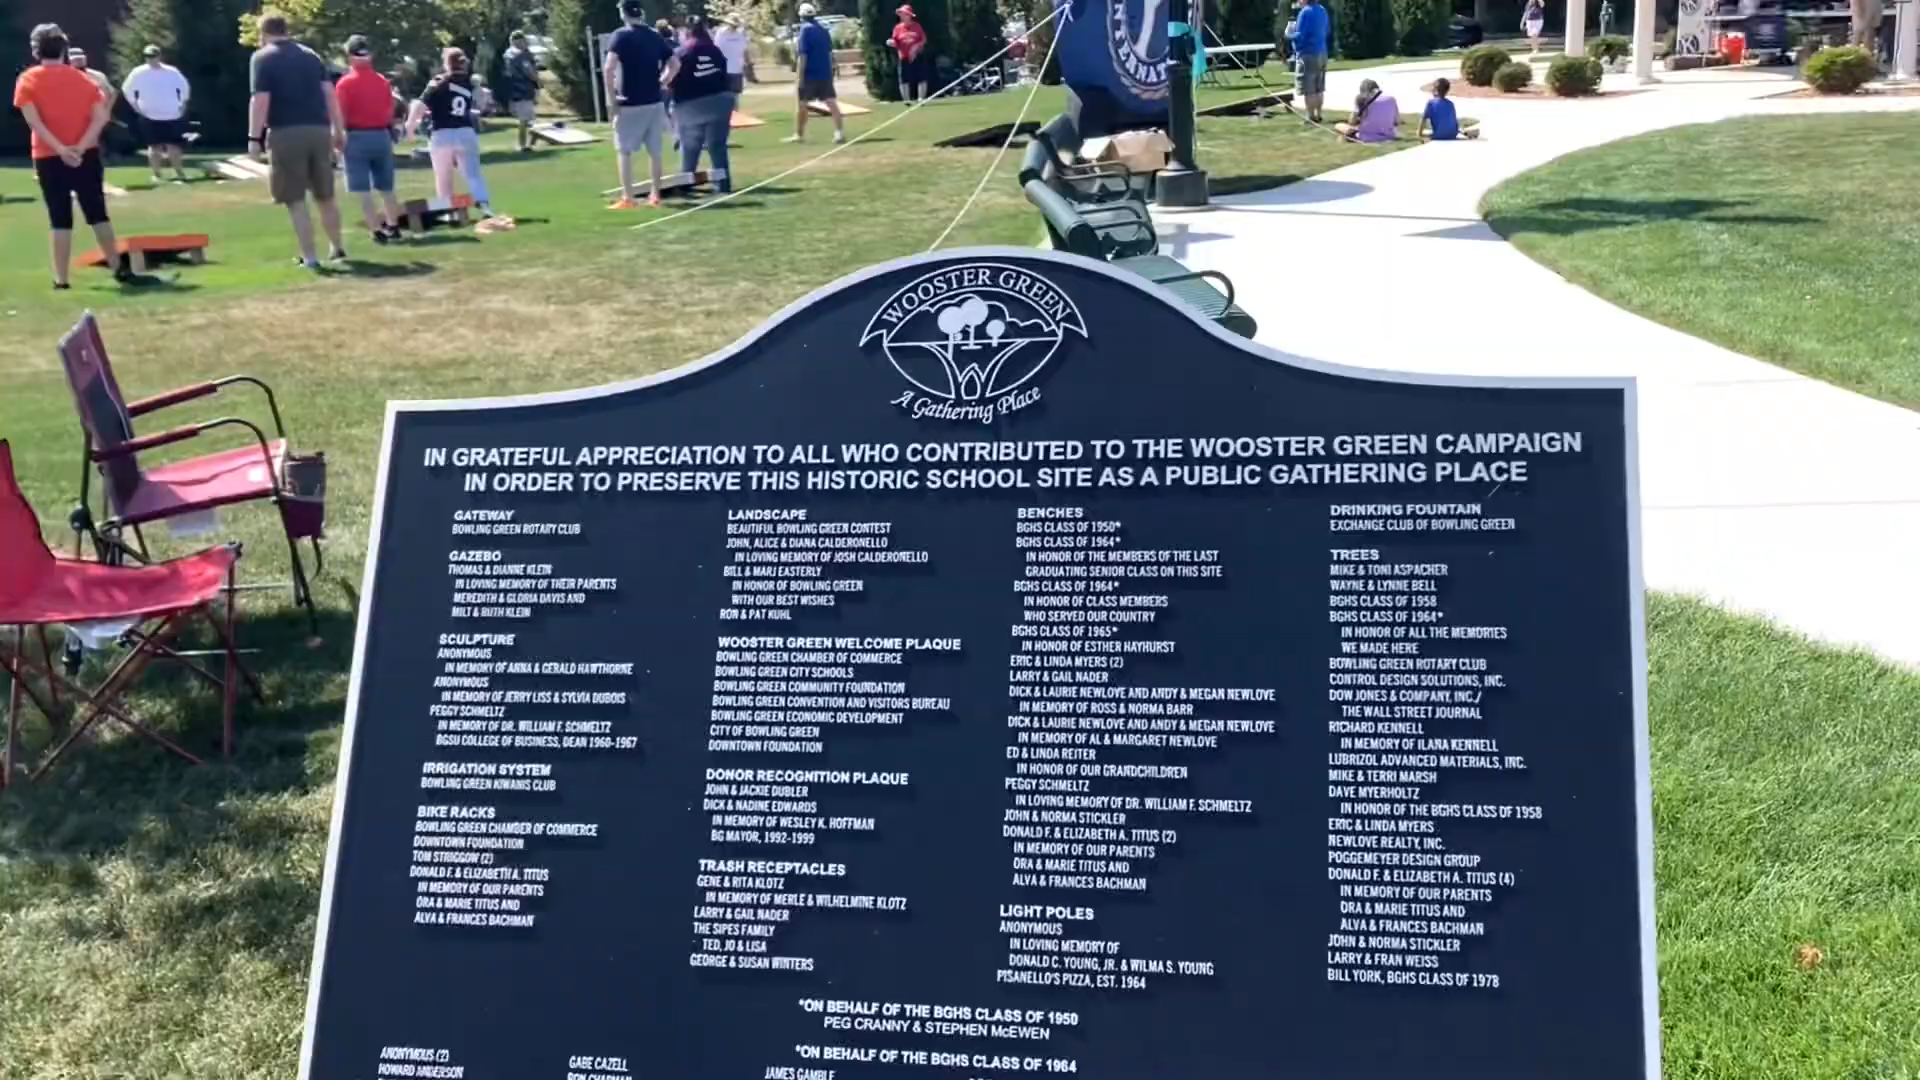 INTERNAT
WOOSTER GREEN
A Gathering Place
IN GRATEFUL APPRECIATION TO ALL WHO CONTRIBUTED TO THE WOOSTER GREEN CAMPAIGN
IN ORDER TO PRESERVE THIS HISTORIC SCHOOL SITE AS A PUBLIC GATHERING PLACE
GATEWAY
BOWLING GREEN ROTARY CLUB
GAZEBO
THOMAS & DIANNE KLEIN
IN LOVING MEMORY OF THEIR PARENTS
MEREDITH & GLORIA DAVIS AND
MILT & RUTH KLEIN
SCULPTURE
ANONYMOUS
IN MEMORY OF ANNA & GERALD HAWTHORNE
ANONYMOUS
IN MEMORY OF JERRY LISS & SYLVIA DUBOIS
PEGGY SCHMELTZ
IN MEMORY OF DR. WILLIAM F. SCHMELTZ
BGSU COLLEGE OF BUSINESS, DEAN 1960-1967
IRRIGATION SYSTEM
BOWLING GREEN KIWANIS CLUB
BIKE RACKS
BOWLING GREEN CHAMBER OF COMMERCE
DOWNTOWN FOUNDATION
TOM STRIGGOW (2)
DONALD F. & ELIZABETH A. TITUS
IN MEMORY OF OUR PARENTS
ORA & MARIE TITUS AND
ALVA & FRANCES BACHMAN
LANDSCAPE
BEAUTIFUL BOWLING GREEN CONTEST
JOHN, ALICE & DIANA CALDERONELLO
IN LOVING MEMORY OF JOSH CALDERONELLO
BILL & MARJ EASTERLY
IN HONOR OF BOWLING GREEN
WITH OUR BEST WISHES
RON & PAT KUHL
WOOSTER GREEN WELCOME PLAQUE
BOWLING GREEN CHAMBER OF COMMERCE
BOWLING GREEN CITY SCHOOLS
BOWLING GREEN COMMUNITY FOUNDATION
BOWLING GREEN CONVENTION AND VISITORS BUREAU
BOWLING GREEN ECONOMIC DEVELOPMENT
CITY OF BOWLING GREEN
DOWNTOWN FOUNDATION
DONOR RECOGNITION PLAQUE
JOHN & JACKIE DUBLER
DICK & NADINE EDWARDS
IN MEMORY OF WESLEY K. HOFFMAN
BG MAYOR, 1992-1999
TRASH RECEPTACLES
GENE & RITA KLOTZ
IN MEMORY OF MERLE & WILHELMINE KLOTZ
LARRY & GAIL NADER
THE SIPES FAMILY
TED, JO & LISA
GEORGE & SUSAN WINTERS
BENCHES
BGHS CLASS OF 1950*
BGHS CLASS OF 1964*
IN HONOR OF THE MEMBERS OF THE LAST
GRADUATING SENIOR CLASS ON THIS SITE
BGHS CLASS OF 1964*
IN HONOR OF CLASS MEMBERS
WHO SERVED OUR COUNTRY
BGHS CLASS OF 1965*
IN HONOR OF ESTHER HAYHURST
ERIC & LINDA MYERS (2)
LARRY & GAIL NADER
DICK & LAURIE NEWLOVE AND ANDY & MEGAN NEWLOVE
IN MEMORY OF ROSS & NORMA BARR
DICK & LAURIE NEWLOVE AND ANDY & MEGAN NEWLOVE
IN MEMORY OF AL & MARGARET NEWLOVE
ED & LINDA REITER
IN HONOR OF OUR GRANDCHILDREN
PEGGY SCHMELTZ
IN LOVING MEMORY OF DR. WILLIAM F. SCHMELTZ
JOHN & NORMA STICKLER
DONALD F. & ELIZABETH A. TITUS (2)
IN MEMORY OF OUR PARENTS
ORA & MARIE TITUS AND
ALVA & FRANCES BACHMAN
LIGHT POLES
ANONYMOUS
IN LOVING MEMORY OF
DONALD C. YOUNG, JR. & WILMA S. YOUNG
PISANELLO'S PIZZA, EST. 1964
DRINKING FOUNTAIN
EXCHANGE CLUB OF BOWLING GREEN
TREES
MIKE & TONI ASPACHER
WAYNE & LYNNE BELL
BGHS CLASS OF 1958
BGHS CLASS OF 1964*
IN HONOR OF ALL THE MEMORIES
WE MADE HERE
BOWLING GREEN ROTARY CLUB
CONTROL DESIGN SOLUTIONS, INC.
DOW JONES & COMPANY, INC./
THE WALL STREET JOURNAL
RICHARD KENNELL
IN MEMORY OF ILANA KENNELL
LUBRIZOL ADVANCED MATERIALS, INC.
MIKE & TERRI MARSH
DAVE MYERHOLTZ
IN HONOR OF THE BGHS CLASS OF 1958
ERIC & LINDA MYERS
NEWLOVE REALTY, INC.
POGGEMEYER DESIGN GROUP
DONALD F. & ELIZABETH A. TITUS (4)
IN MEMORY OF OUR PARENTS
ORA & MARIE TITUS AND
ALVA & FRANCES BACHMAN
JOHN & NORMA STICKLER
LARRY & FRAN WEISS
BILL YORK, BGHS CLASS OF 1978
*ON BEHALF OF THE BGHS CLASS OF 1950
PEG CRANNY & STEPHEN McEWEN
*ON BEHALF OF THE BGHS CLASS OF 1964
ANONYMOUS (2)
HOWARD ANDERSON
GABE CAZELL
RON CHAPMAN
JAMES GAMBLE